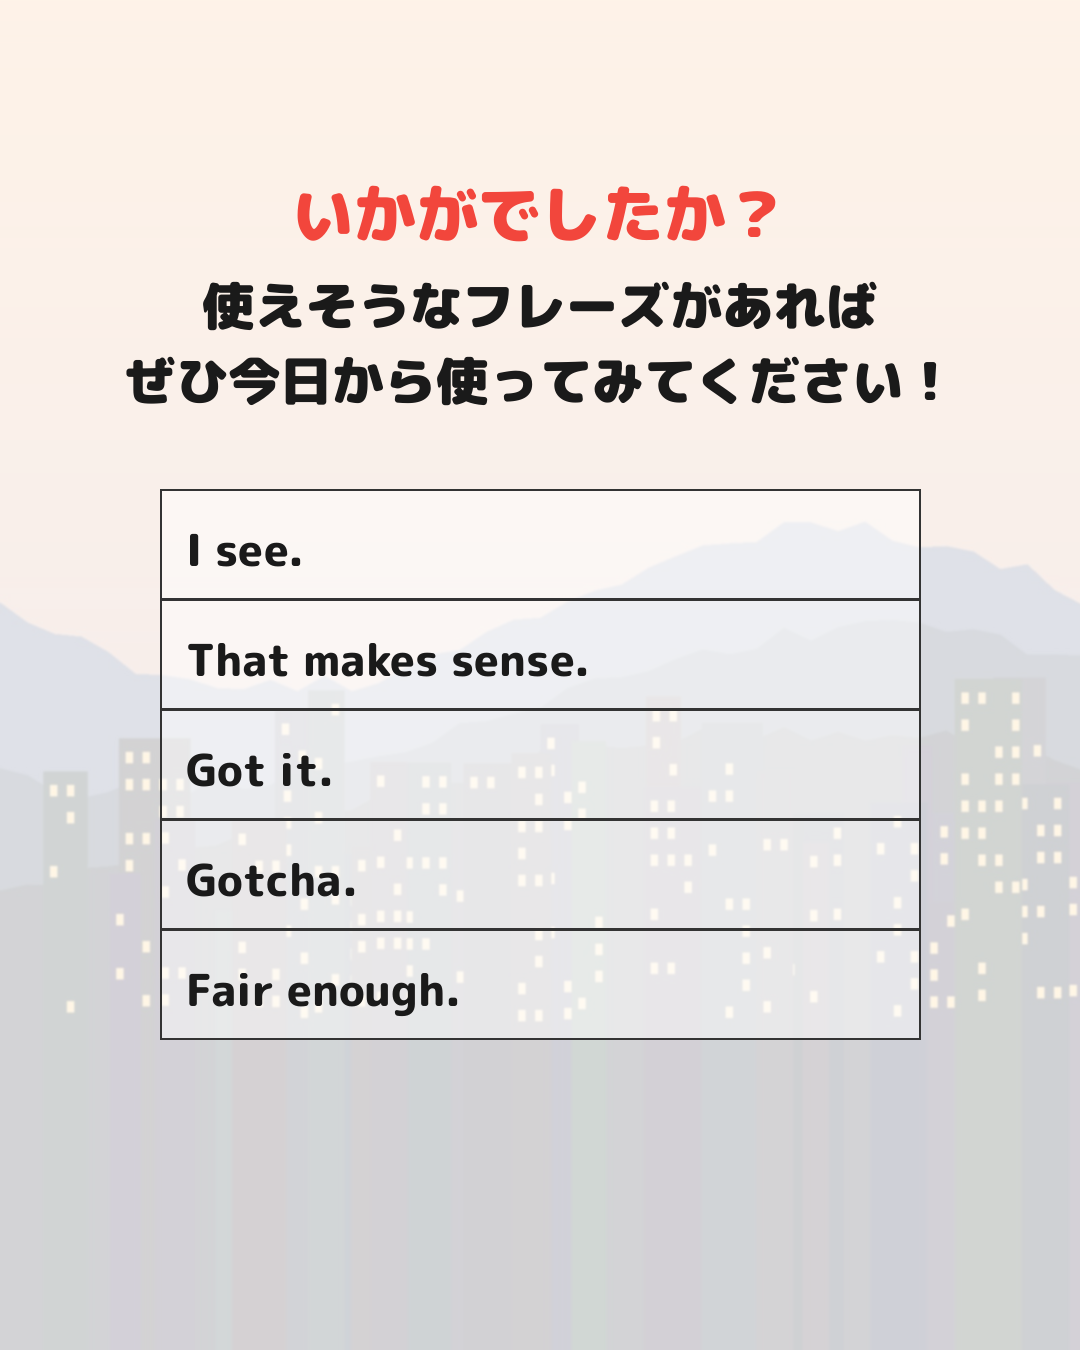 いかがでしたか？
使えそうなフレーズがあれば
ぜひ今日から使ってみてください！
I see.
That makes sense.
Got it.
Gotcha.
Fair enough.